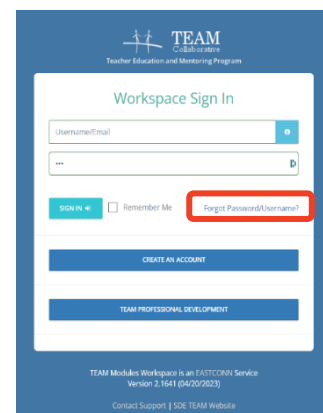 TEAM
Collaborative
Teacher Education and Mentoring Program
Workspace Sign In
Username/Email
•••
SIGN IN
Remember Me
Forgot Password/Username?
CREATE AN ACCOUNT
TEAM PROFESSIONAL DEVELOPMENT
TEAM Modules Workspace is an EASTCONN Service
Version 2.1641 (04/20/2023)
Contact Support | SDE TEAM Website